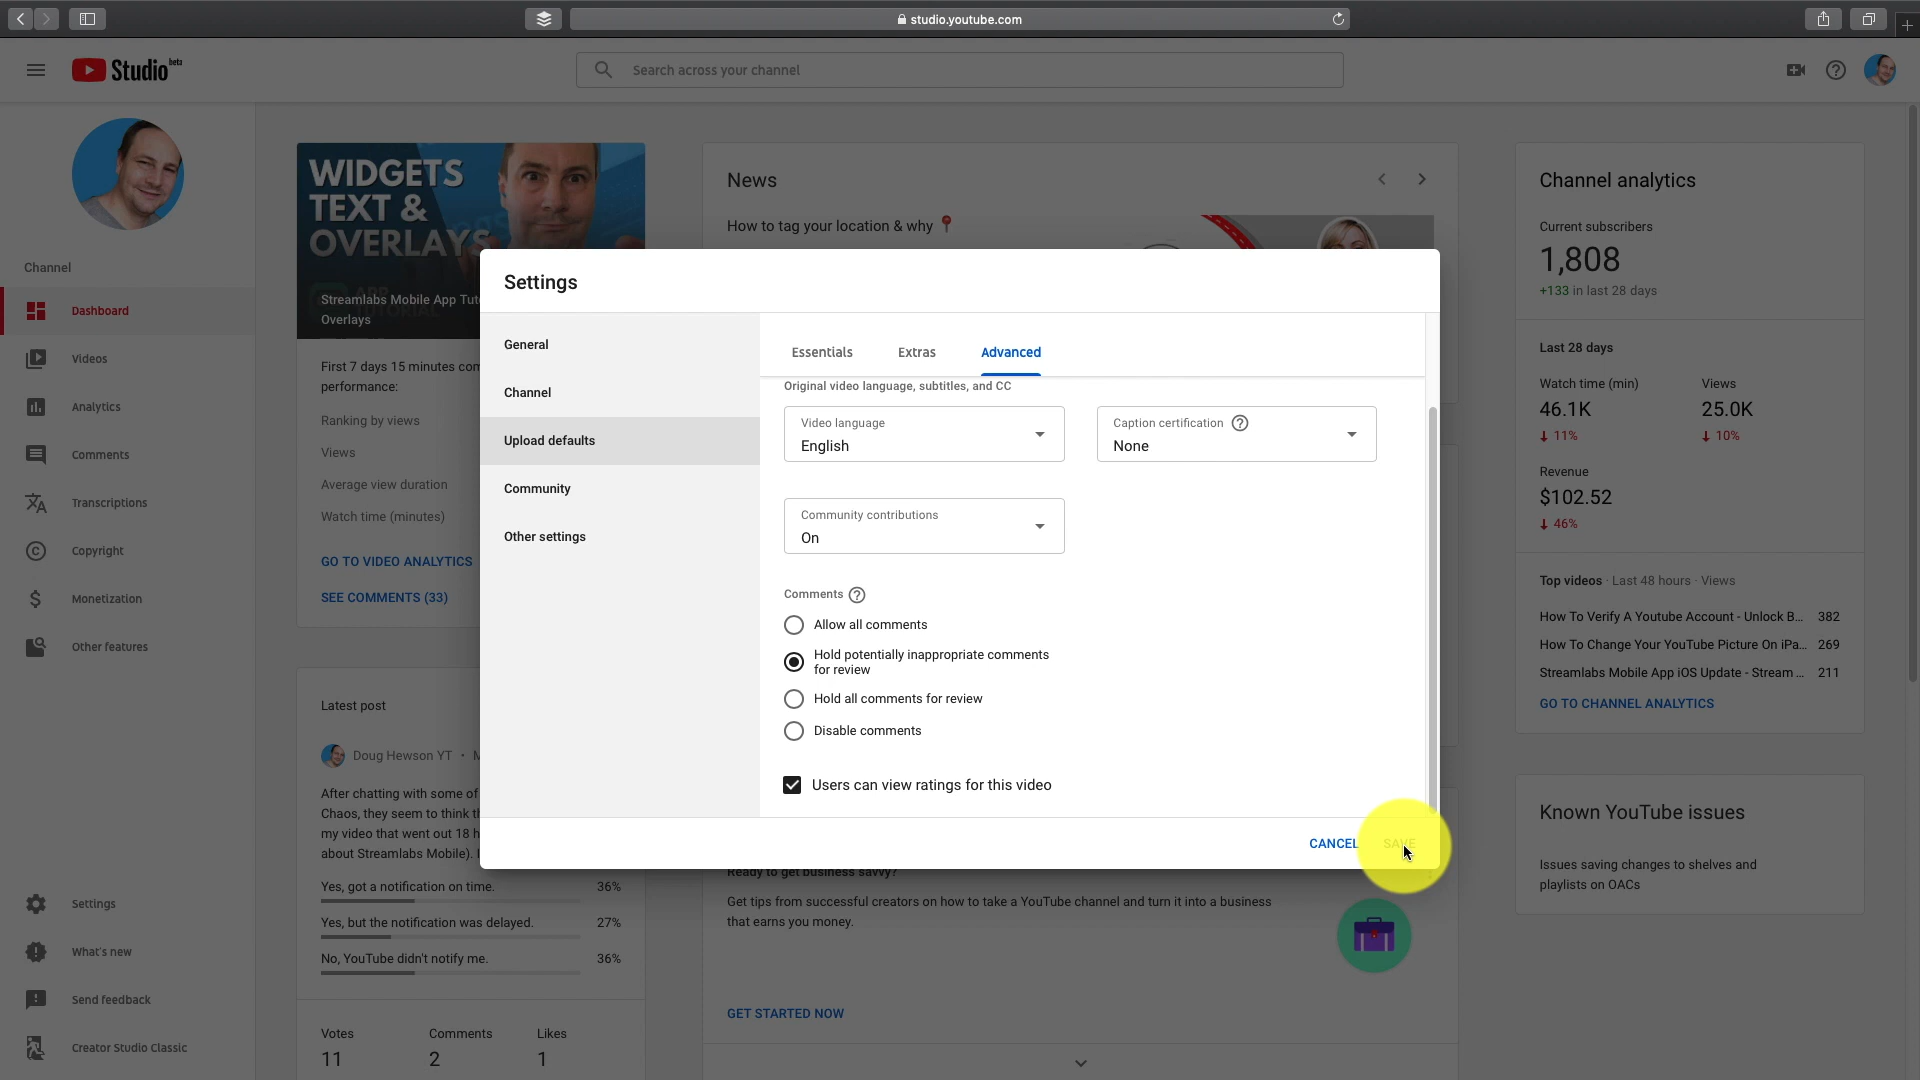 studio.youtube.com
Studio beta
Search across your channel
Channel
Dashboard
Videos
Analytics
Comments
Transcriptions
Copyright
Monetization
Other features
Settings
What's new
Send feedback
Creator Studio Classic
WIDGETS
TEXT &
OVERLAYS
Streamlabs Mobile App Tut
Overlays
First 7 days 15 minutes com
performance:
Ranking by views
Views
Average view duration
Watch time (minutes)
GO TO VIDEO ANALYTICS
SEE COMMENTS (33)
Latest post
Doug Hewson YT
After chatting with some of
Chaos, they seem to think th
my video that went out 18 h
about Streamlabs Mobile). I
Yes, got a notification on time. 36%
Yes, but the notification was delayed. 27%
No, YouTube didn't notify me. 36%
Votes Comments Likes
11 2 1
News
How to tag your location & why
Settings
General
Channel
Upload defaults
Community
Other settings
Essentials Extras Advanced
Original video language, subtitles, and CC
Video language
English
Caption certification
None
Community contributions
On
Comments
Allow all comments
Hold potentially inappropriate comments
for review
Hold all comments for review
Disable comments
Users can view ratings for this video
CANCEL SAVE
Ready to get business savvy?
Get tips from successful creators on how to take a YouTube channel and turn it into a business
that earns you money.
GET STARTED NOW
Channel analytics
Current subscribers
1,808
+133 in last 28 days
Last 28 days
Watch time (min) Views
46.1K 25.0K
11% 10%
Revenue
$102.52
46%
Top videos · Last 48 hours · Views
How To Verify A Youtube Account - Unlock B... 382
How To Change Your YouTube Picture On iPa... 269
Streamlabs Mobile App iOS Update - Stream ... 211
GO TO CHANNEL ANALYTICS
Known YouTube issues
Issues saving changes to shelves and
playlists on OACs